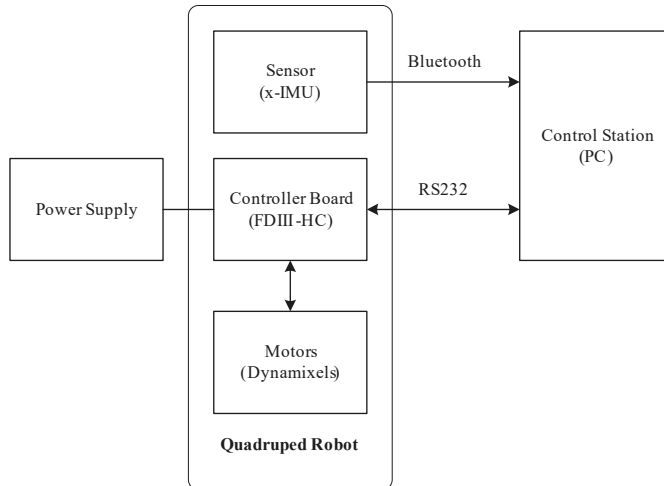 Sensor
(x-IMU)
Bluetooth
Control Station
(PC)
Power Supply
Controller Board
(FDIII-HC)
RS232
Motors
(Dynamixels)
Quadruped Robot